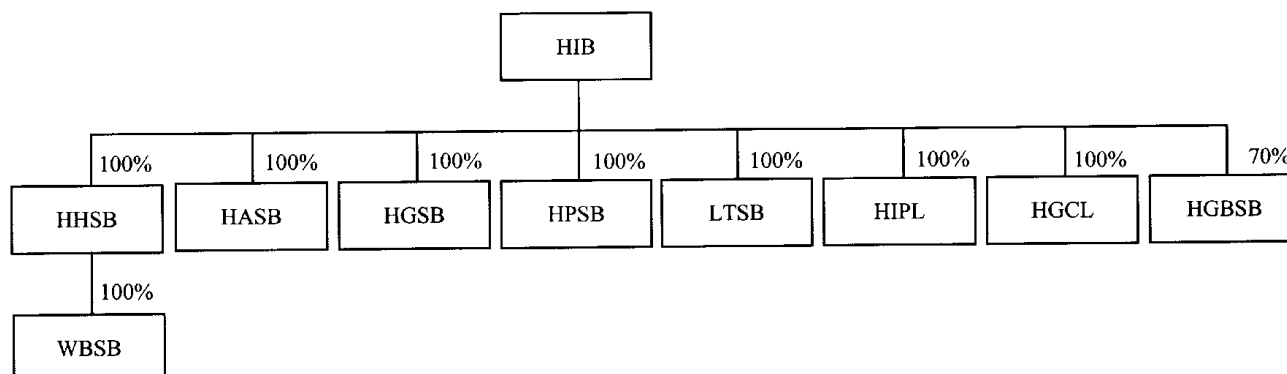 HIB
100% 100% 100% 100% 100% 100% 100% 70%
HHSB HASB HGSB HPSB LTSB HIPL HGCL HGBSB
100%
WBSB